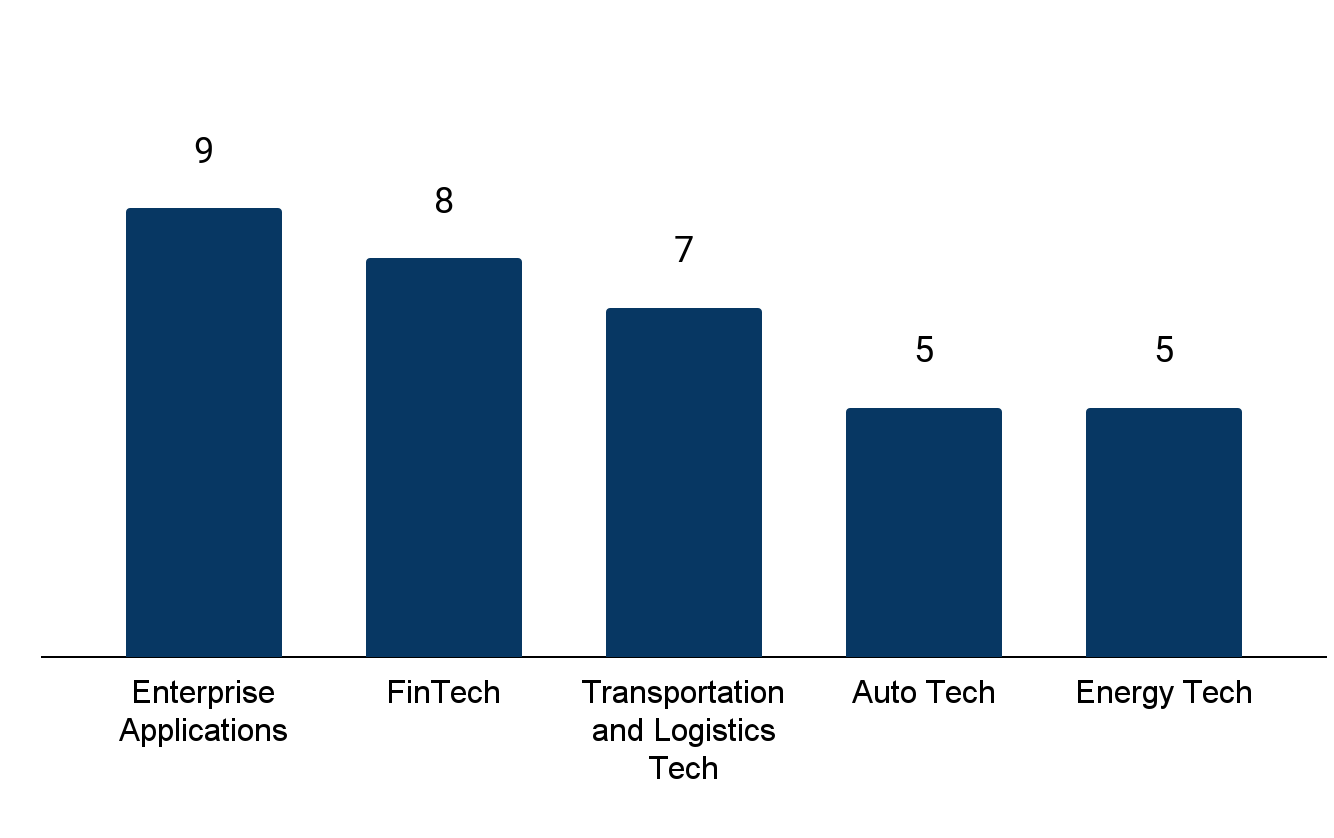 9
8
7
5
5
Enterprise
Applications
FinTech
Transportation
and Logistics
Tech
Auto Tech
Energy Tech